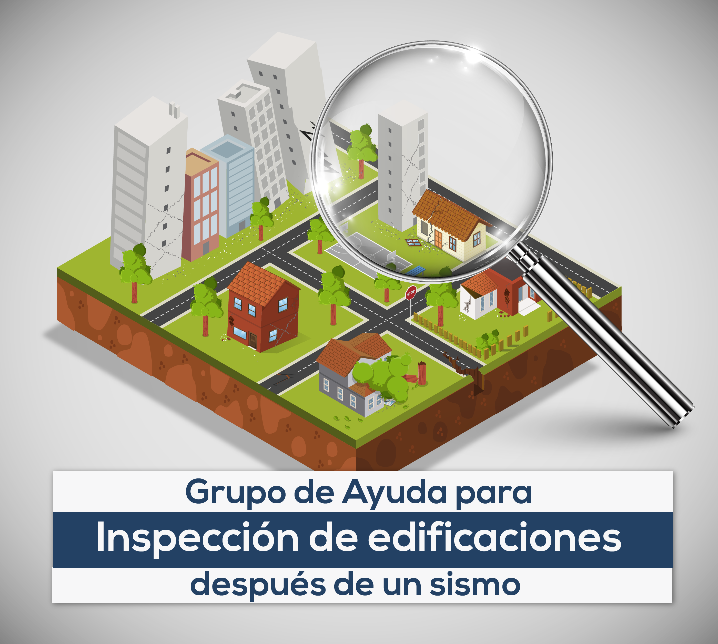 Grupo de Ayuda para
Inspección de edificaciones
después de un sismo